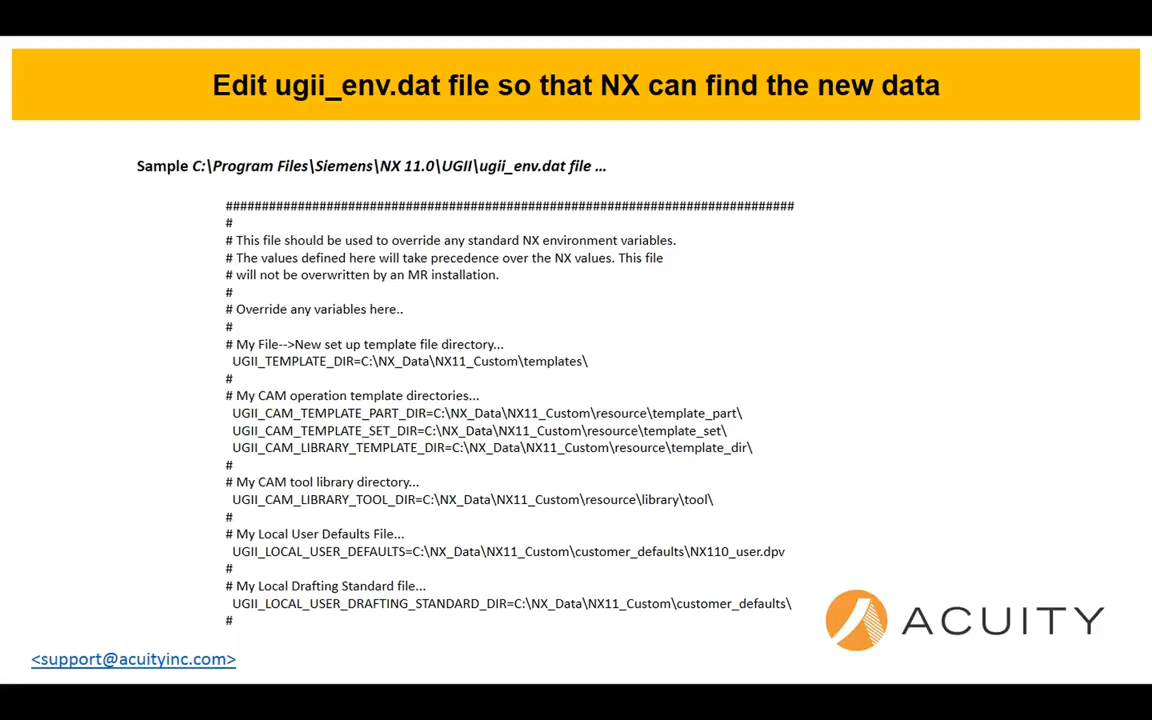 Edit ugii_env.dat file so that NX can find the new data
Sample C:\Program Files\Siemens\NX 11.0\UGII\ugii_env.dat file ...
###############################################################################
#
# This file should be used to override any standard NX environment variables.
# The values defined here will take precedence over the NX values. This file
# will not be overwritten by an MR installation.
#
# Override any variables here..
#
# My File-->New set up template file directory...
UGII_TEMPLATE_DIR=C:\NX_Data\NX11_Custom\templates\
#
# My CAM operation template directories...
UGII_CAM_TEMPLATE_PART_DIR=C:\NX_Data\NX11_Custom\resource\template_part\
UGII_CAM_TEMPLATE_SET_DIR=C:\NX_Data\NX11_Custom\resource\template_set\
UGII_CAM_LIBRARY_TEMPLATE_DIR=C:\NX_Data\NX11_Custom\resource\template_dir\
#
# My CAM tool library directory...
UGII_CAM_LIBRARY_TOOL_DIR=C:\NX_Data\NX11_Custom\resource\library\tool\
#
# My Local User Defaults File...
UGII_LOCAL_USER_DEFAULTS=C:\NX_Data\NX11_Custom\customer_defaults\NX110_user.dpv
#
# My Local Drafting Standard file...
UGII_LOCAL_USER_DRAFTING_STANDARD_DIR=C:\NX_Data\NX11_Custom\customer_defaults\
#
ACUITY
<support@acuityinc.com>